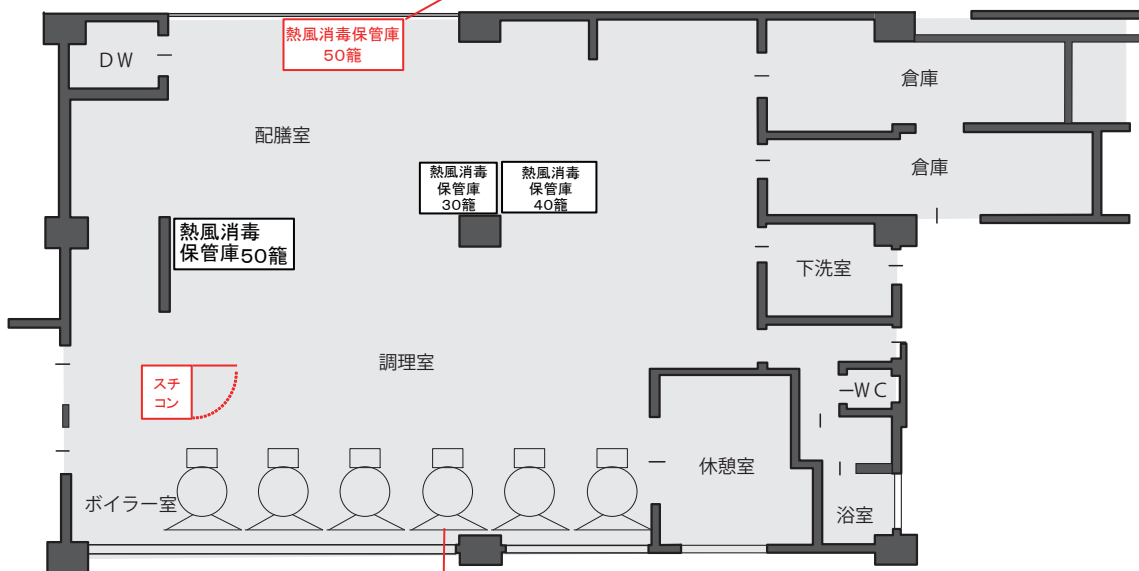 熱風消毒保管庫
50籠
DW
倉庫
配膳室
倉庫
熱風消毒
保管庫
30籠
熱風消毒
保管庫
40籠
熱風消毒
保管庫50籠
下洗室
調理室
スチ
コン
WC
休憩室
ボイラー室
浴室